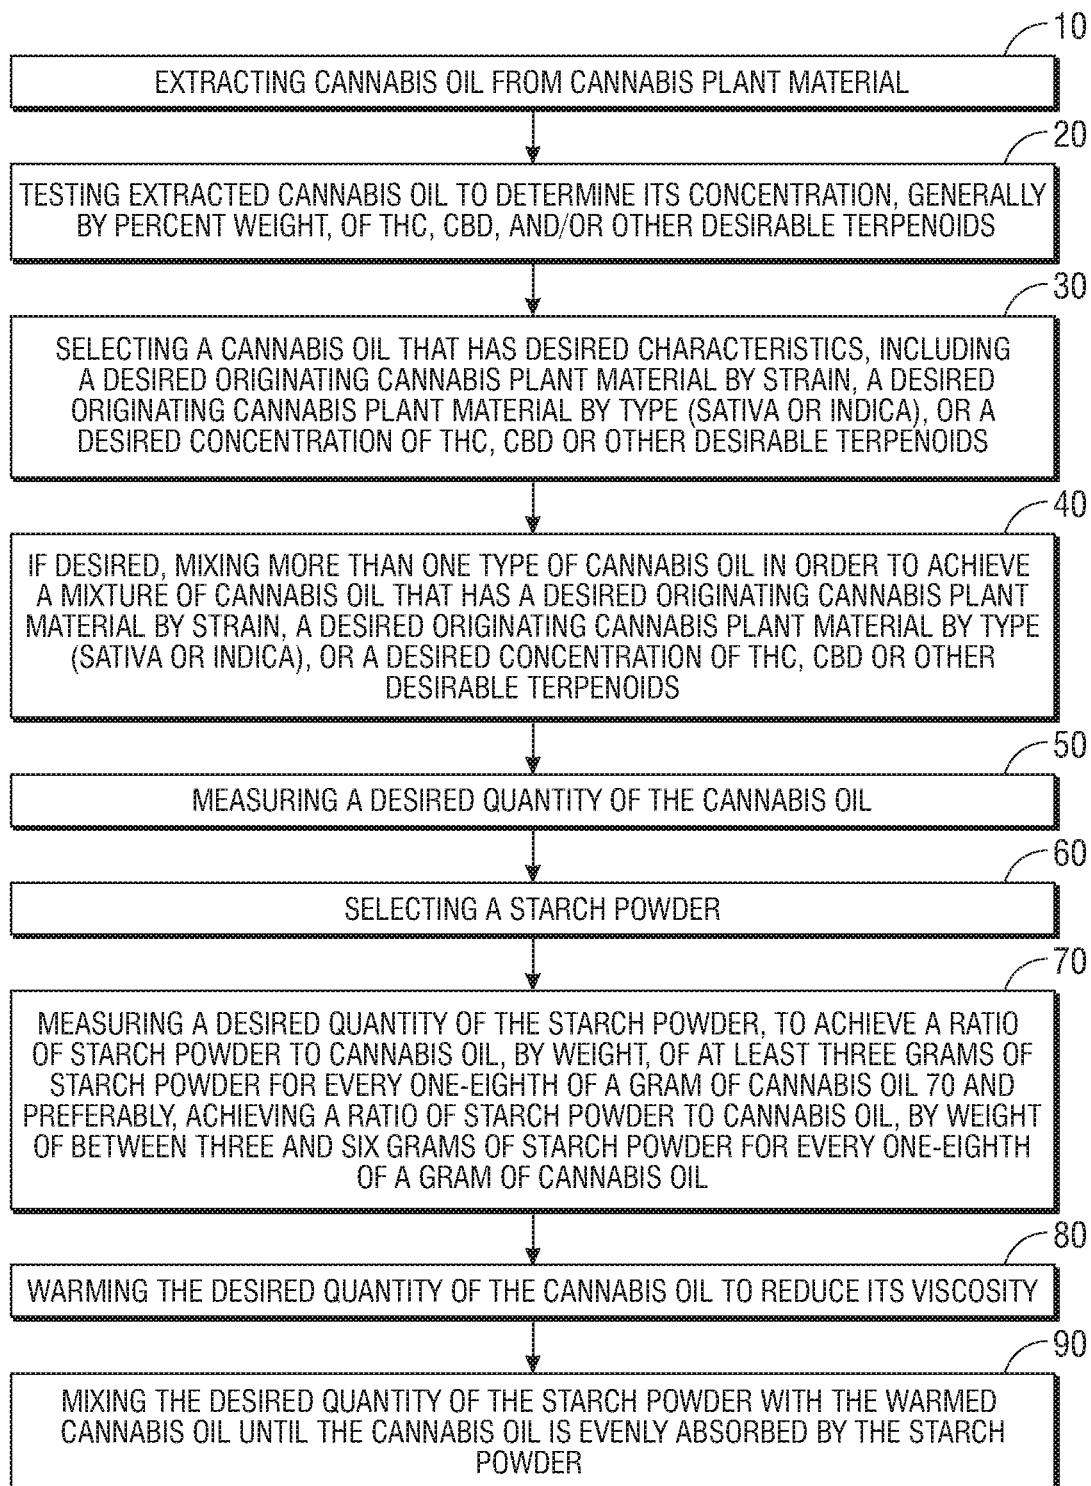 10
EXTRACTING CANNABIS OIL FROM CANNABIS PLANT MATERIAL
20
TESTING EXTRACTED CANNABIS OIL TO DETERMINE ITS CONCENTRATION, GENERALLY
BY PERCENT WEIGHT, OF THC, CBD, AND/OR OTHER DESIRABLE TERPENOIDS
30
SELECTING A CANNABIS OIL THAT HAS DESIRED CHARACTERISTICS, INCLUDING
A DESIRED ORIGINATING CANNABIS PLANT MATERIAL BY STRAIN, A DESIRED
ORIGINATING CANNABIS PLANT MATERIAL BY TYPE (SATIVA OR INDICA), OR A
DESIRED CONCENTRATION OF THC, CBD OR OTHER DESIRABLE TERPENOIDS
40
IF DESIRED, MIXING MORE THAN ONE TYPE OF CANNABIS OIL IN ORDER TO ACHIEVE
A MIXTURE OF CANNABIS OIL THAT HAS A DESIRED ORIGINATING CANNABIS PLANT
MATERIAL BY STRAIN, A DESIRED ORIGINATING CANNABIS PLANT MATERIAL BY TYPE
(SATIVA OR INDICA), OR A DESIRED CONCENTRATION OF THC, CBD OR OTHER
DESIRABLE TERPENOIDS
50
MEASURING A DESIRED QUANTITY OF THE CANNABIS OIL
60
SELECTING A STARCH POWDER
70
MEASURING A DESIRED QUANTITY OF THE STARCH POWDER, TO ACHIEVE A RATIO
OF STARCH POWDER TO CANNABIS OIL, BY WEIGHT, OF AT LEAST THREE GRAMS OF
STARCH POWDER FOR EVERY ONE-EIGHTH OF A GRAM OF CANNABIS OIL 70 AND
PREFERABLY, ACHIEVING A RATIO OF STARCH POWDER TO CANNABIS OIL, BY WEIGHT
OF BETWEEN THREE AND SIX GRAMS OF STARCH POWDER FOR EVERY ONE-EIGHTH
OF A GRAM OF CANNABIS OIL
80
WARMING THE DESIRED QUANTITY OF THE CANNABIS OIL TO REDUCE ITS VISCOSITY
90
MIXING THE DESIRED QUANTITY OF THE STARCH POWDER WITH THE WARMED
CANNABIS OIL UNTIL THE CANNABIS OIL IS EVENLY ABSORBED BY THE STARCH
POWDER